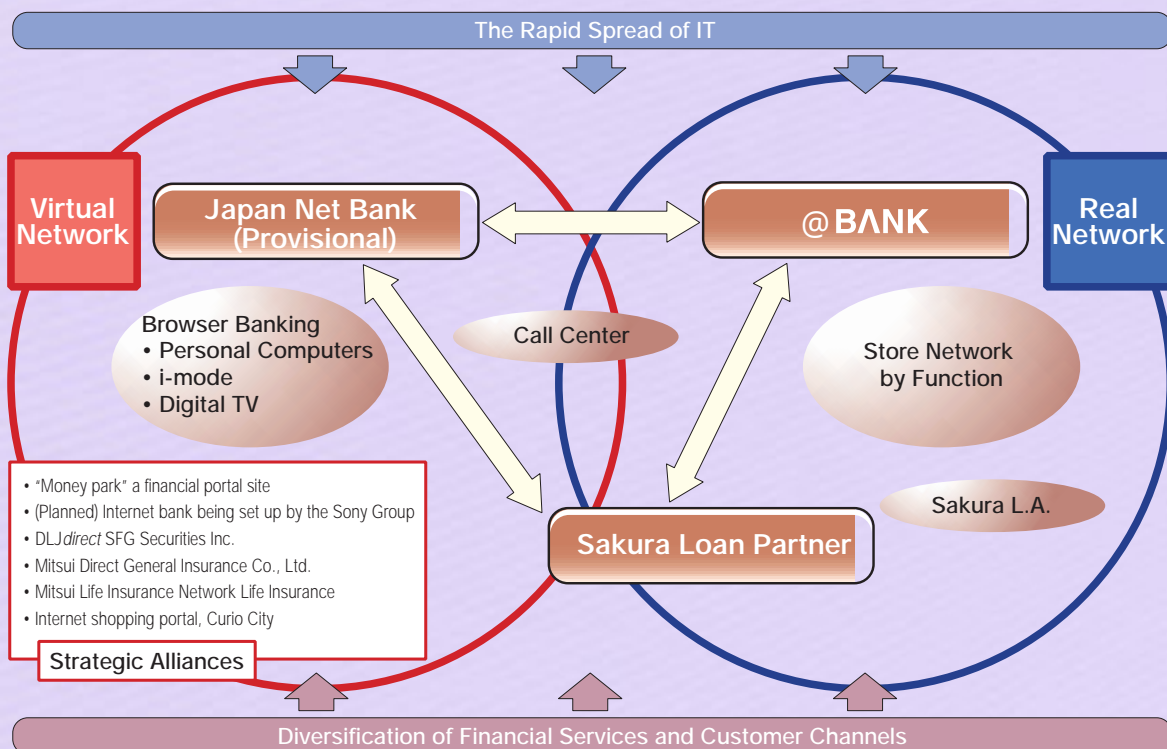 The Rapid Spread of IT
Virtual
Network
Japan Net Bank
(Provisional)
@BΛNK
Real
Network
Browser Banking
• Personal Computers
• i-mode
• Digital TV
Call Center
Store Network
by Function
• "Money park" a financial portal site
• (Planned) Internet bank being set up by the Sony Group
• DLJdirect SFG Securities Inc.
• Mitsui Direct General Insurance Co., Ltd.
• Mitsui Life Insurance Network Life Insurance
• Internet shopping portal, Curio City
Strategic Alliances
Sakura L.A.
Sakura Loan Partner
Diversification of Financial Services and Customer Channels